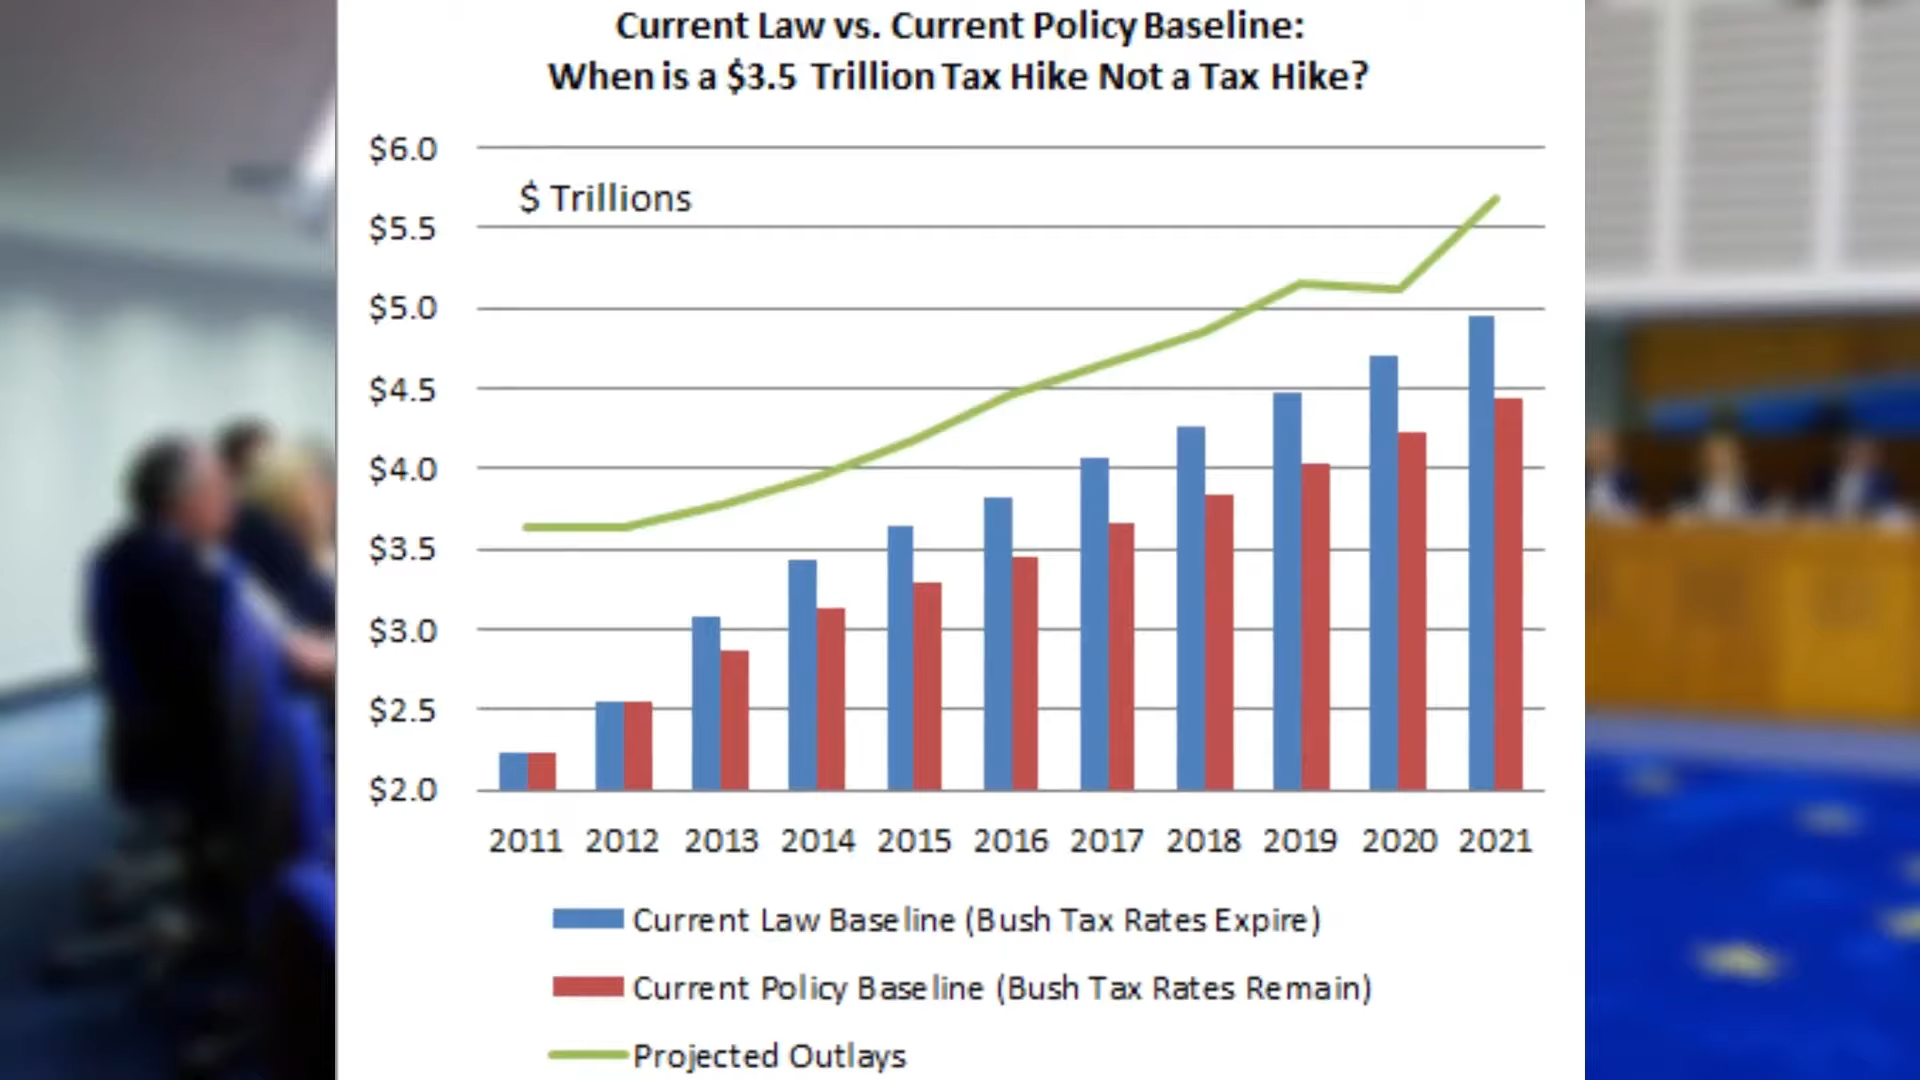 Current Law vs. Current Policy Baseline:
When is a $3.5 Trillion Tax Hike Not a Tax Hike?
$6.0
$ Trillions
$5.5
$5.0
$4.5
$4.0
$3.5
$3.0
$2.5
$2.0
2011 2012 2013 2014 2015 2016 2017 2018 2019 2020 2021
Current Law Baseline (Bush Tax Rates Expire)
Current Policy Baseline (Bush Tax Rates Remain)
Projected Outlays